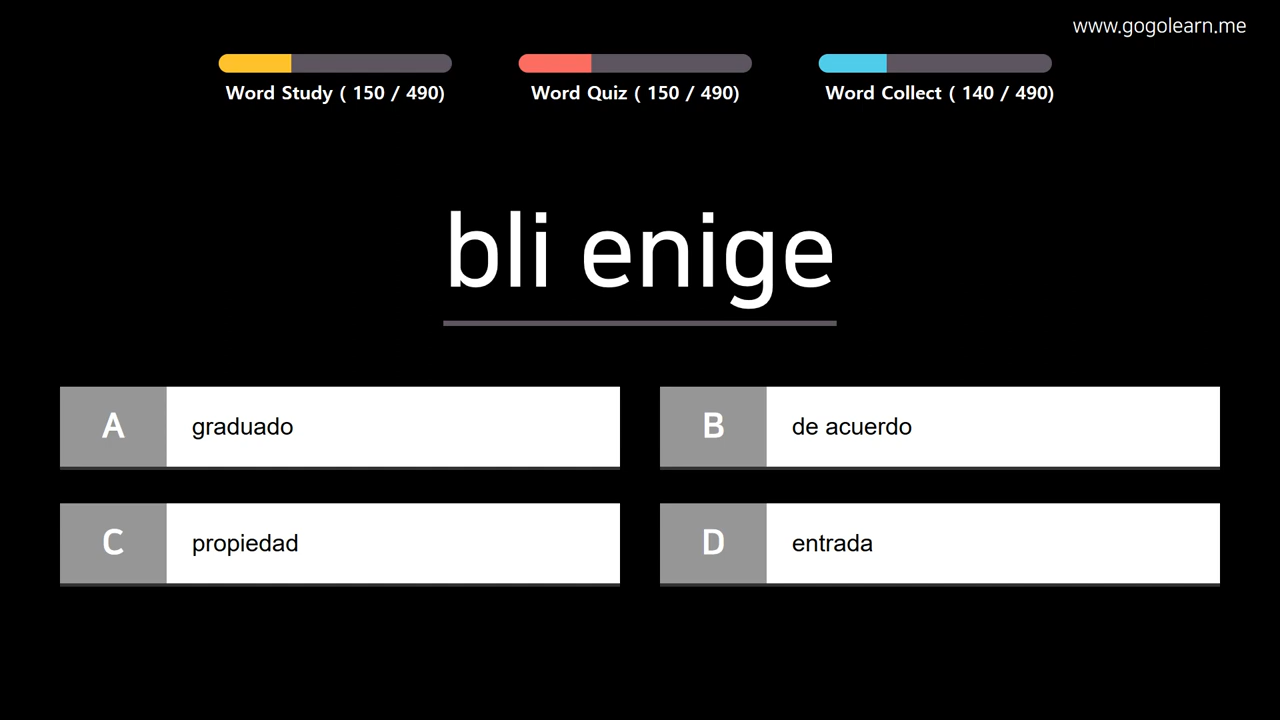 www.gogolearn.me
Word Study ( 150 / 490)
Word Quiz ( 150 / 490)
Word Collect ( 140 / 490)
bli enige
A graduado
B de acuerdo
C propiedad
D entrada